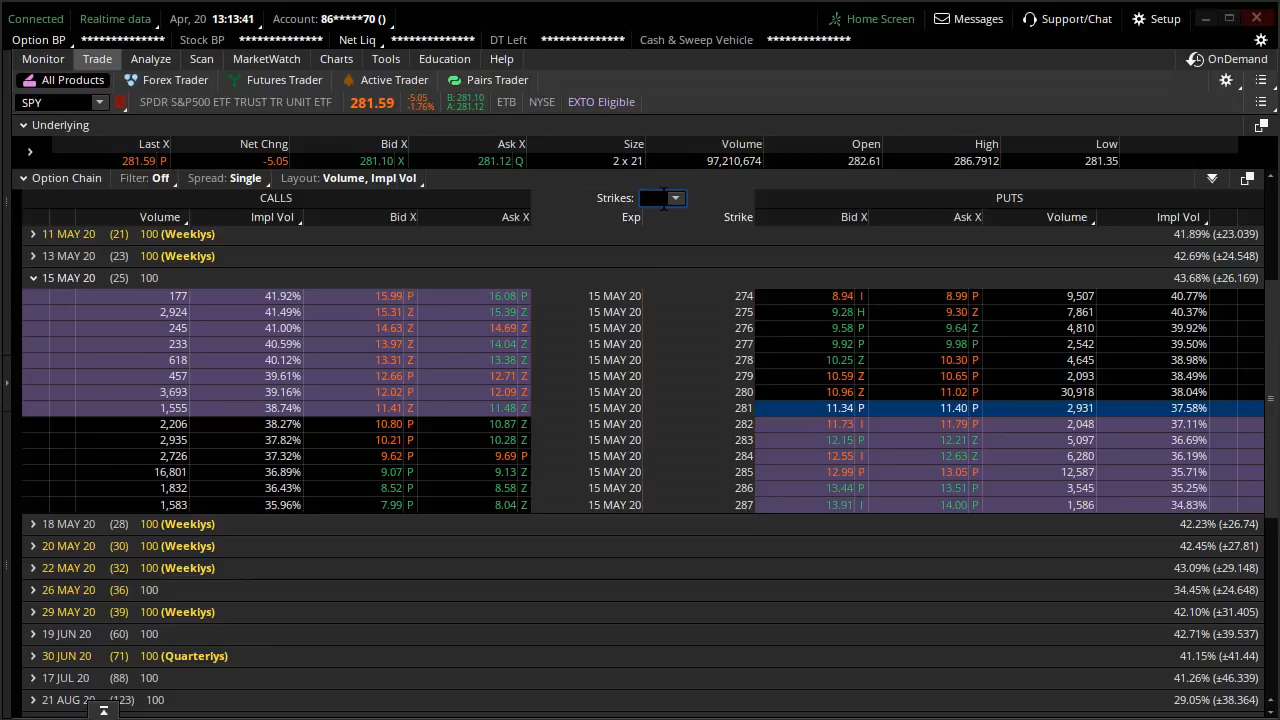 Connected Realtime data Apr, 20 13:13:41 Account: 86*****70 () Home Screen Messages Support/Chat Setup
Option BP ************** Stock BP ************** Net Liq ************** DT Left ************** Cash & Sweep Vehicle **************
Monitor Trade Analyze Scan MarketWatch Charts Tools Education Help OnDemand
All Products Forex Trader Futures Trader Active Trader Pairs Trader
SPY SPDR S&P500 ETF TRUST TR UNIT ETF 281.59 -5.05 -1.76% B: 281.10 A: 281.12 ETB NYSE EXTO Eligible
Underlying
Last X Net Chng Bid X Ask X Size Volume Open High Low
281.59 P -5.05 281.10 X 281.12 Q 2 x 21 97,210,674 282.61 286.7912 281.35
Option Chain Filter: Off Spread: Single Layout: Volume, Impl Vol
CALLS Strikes: PUTS
Volume Impl Vol Bid X Ask X Exp Strike Bid X Ask X Volume Impl Vol
11 MAY 20 (21) 100 (Weeklys) 41.89% (±23.039)
13 MAY 20 (23) 100 (Weeklys) 42.69% (±24.548)
15 MAY 20 (25) 100 43.68% (±26.169)
177 41.92% 15.99 P 16.08 P 15 MAY 20 274 8.94 I 8.99 P 9,507 40.77%
2,924 41.49% 15.31 Z 15.39 Z 15 MAY 20 275 9.28 H 9.30 Z 7,861 40.37%
245 41.00% 14.63 Z 14.69 Z 15 MAY 20 276 9.58 P 9.64 Z 4,810 39.92%
233 40.59% 13.97 Z 14.04 Z 15 MAY 20 277 9.92 P 9.98 P 2,542 39.50%
618 40.12% 13.31 Z 13.38 Z 15 MAY 20 278 10.25 Z 10.30 P 4,645 38.98%
457 39.61% 12.66 P 12.71 Z 15 MAY 20 279 10.59 Z 10.65 P 2,093 38.49%
3,693 39.16% 12.02 P 12.09 Z 15 MAY 20 280 10.96 Z 11.02 P 30,918 38.04%
1,555 38.74% 11.41 Z 11.48 Z 15 MAY 20 281 11.34 P 11.40 P 2,931 37.58%
2,206 38.27% 10.80 P 10.87 Z 15 MAY 20 282 11.73 I 11.79 P 2,048 37.11%
2,935 37.82% 10.21 P 10.28 Z 15 MAY 20 283 12.15 P 12.21 Z 5,097 36.69%
2,726 37.32% 9.62 P 9.69 P 15 MAY 20 284 12.55 I 12.63 Z 6,280 36.19%
16,801 36.89% 9.07 P 9.13 Z 15 MAY 20 285 12.99 P 13.05 P 12,587 35.71%
1,832 36.43% 8.52 P 8.58 Z 15 MAY 20 286 13.44 P 13.51 P 3,545 35.25%
1,583 35.96% 7.99 P 8.04 Z 15 MAY 20 287 13.91 I 14.00 P 1,586 34.83%
18 MAY 20 (28) 100 (Weeklys) 42.23% (±26.74)
20 MAY 20 (30) 100 (Weeklys) 42.45% (±27.81)
22 MAY 20 (32) 100 (Weeklys) 43.09% (±29.148)
26 MAY 20 (36) 100 34.45% (±24.648)
29 MAY 20 (39) 100 (Weeklys) 42.10% (±31.405)
19 JUN 20 (60) 100 42.71% (±39.537)
30 JUN 20 (71) 100 (Quarterlys) 41.15% (±41.44)
17 JUL 20 (88) 100 41.26% (±46.339)
21 AUG 20 (123) 100 29.05% (±38.364)